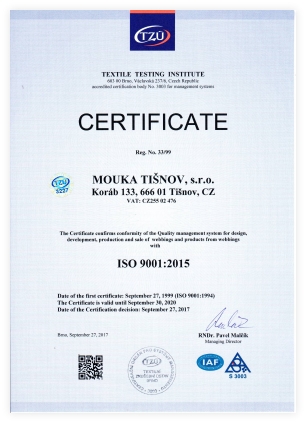 TZÚ
TEXTILE TESTING INSTITUTE
603 00 Brno, Václavská 237/6, Czech Republic
accredited certification body No. 3003 for management systems
CERTIFICATE
Reg. No. 33/99
TZÚ
MOUKA TIŠNOV, s.r.o.
Koráb 133, 666 01 Tišnov, CZ
VAT: CZ255 02 476
The Certificate confirms conformity of the Quality management system for design,
development, production and sale of webbings and products from webbings
with
ISO 9001:2015
Date of the first certificate: September 27, 1999 (ISO 9001:1994)
The Certificate is valid until September 30, 2020
Date of the Certification decision: September 27, 2017
Brno, September 27, 2017
RNDr. Pavel Malčík
Managing Director
TEXTILNÍ
ZKUŠEBNÍ ÚSTAV
BRNO
IAF
S 3003